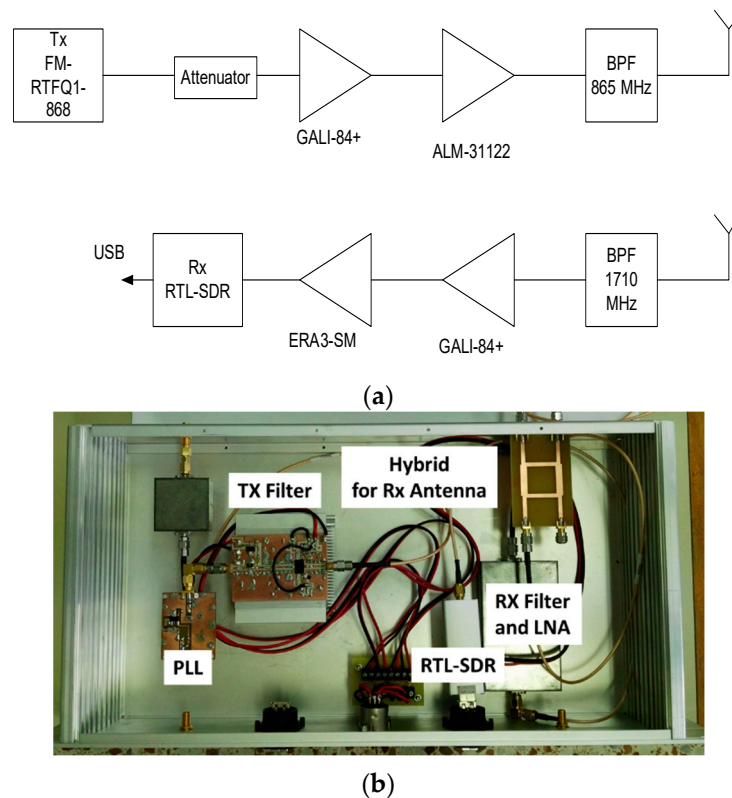 Tx
FM-
RTFQ1-
868
Attenuator
GALI-84+
ALM-31122
BPF
865 MHz
USB
Rx
RTL-SDR
ERA3-SM
GALI-84+
BPF
1710
MHz
(a)
TX Filter
Hybrid
for Rx Antenna
PLL
RTL-SDR
RX Filter
and LNA
(b)